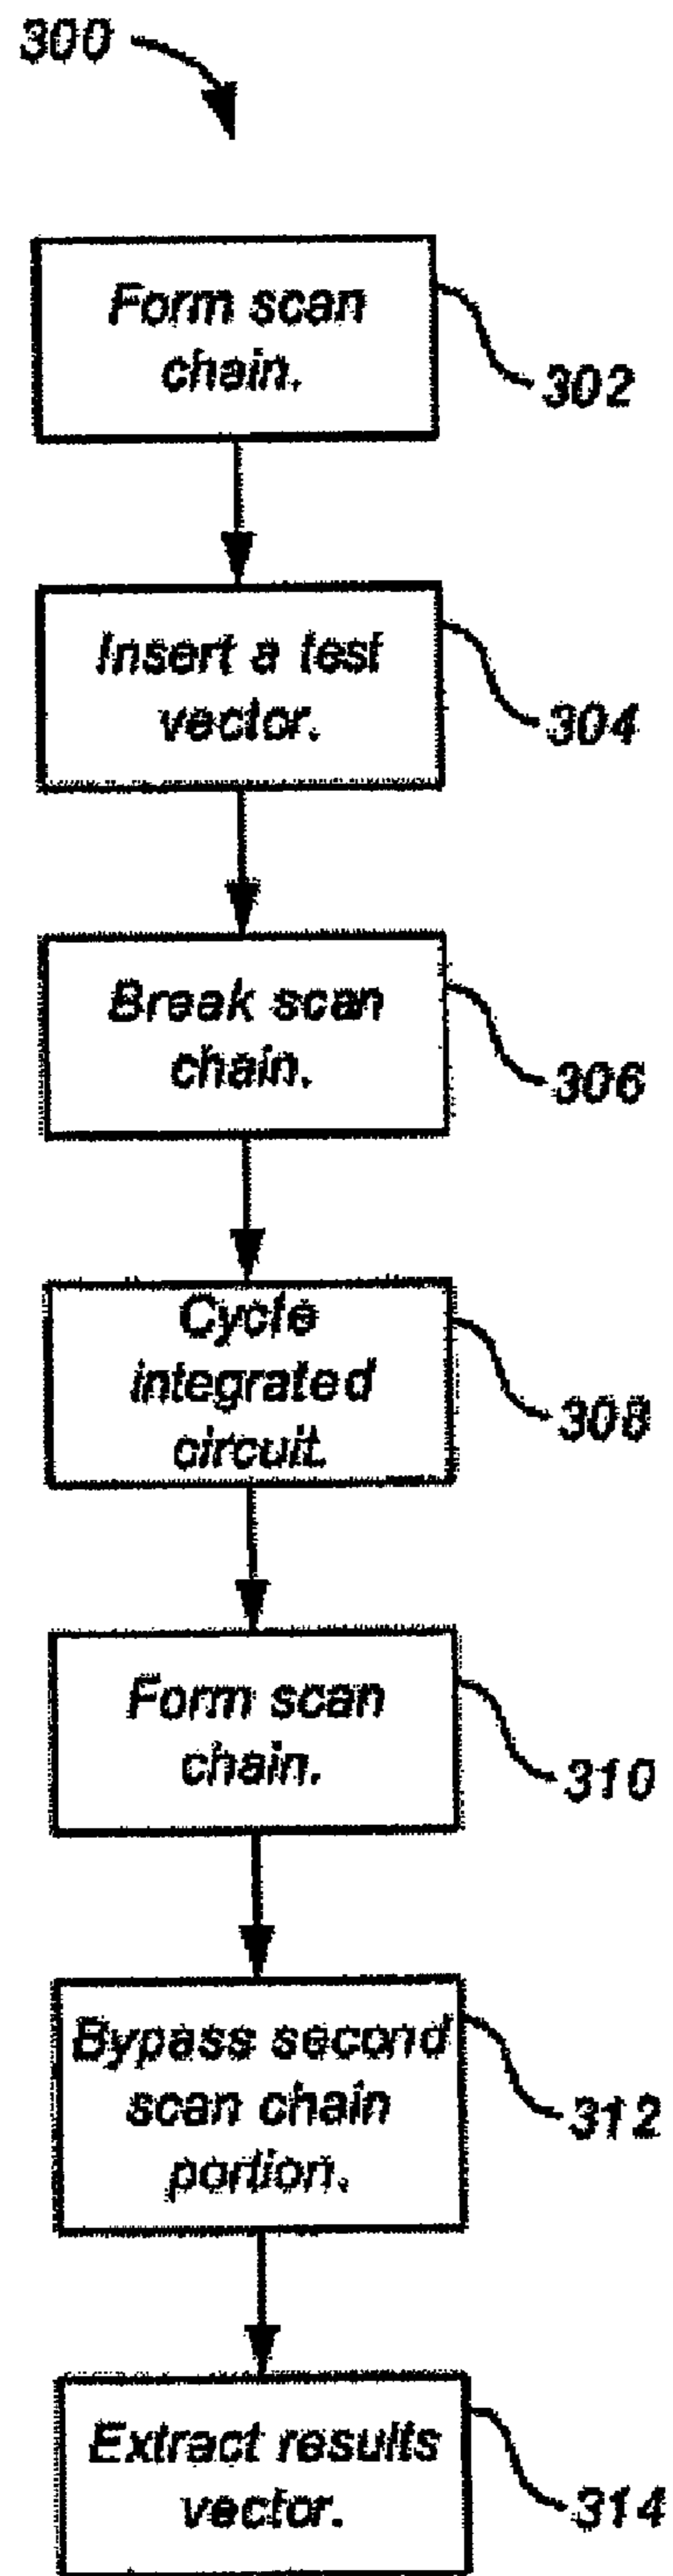 300
Form scan
chain.
302
Insert a test
vector.
304
Break scan
chain.
306
Cycle
integrated
circuit.
308
Form scan
chain.
310
Bypass second
scan chain
portion.
312
Extract results
vector.
314